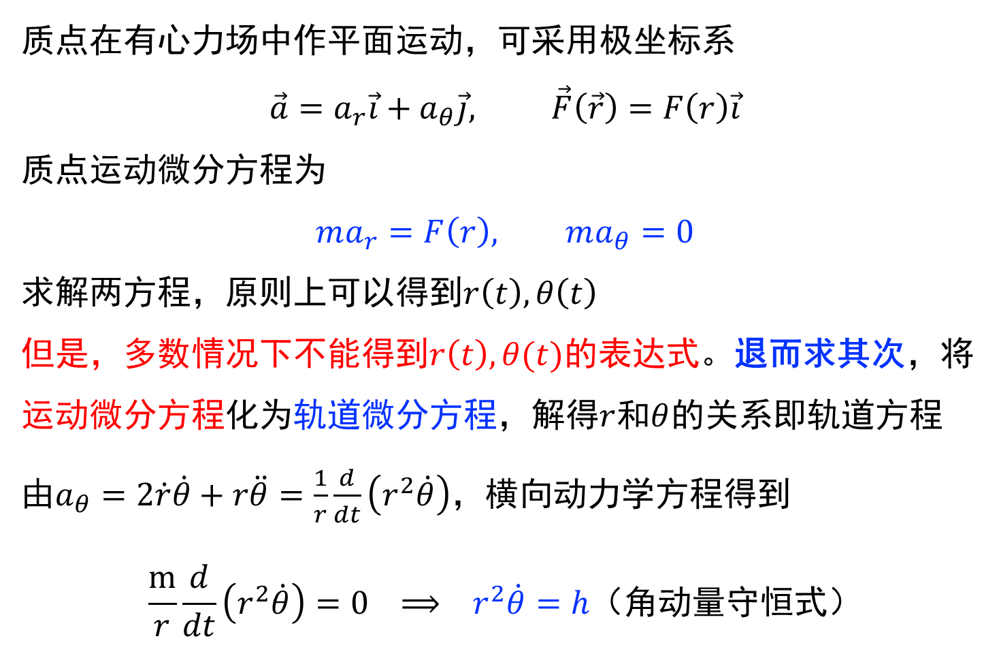 质点在有心力场中作平面运动，可采用极坐标系
$\vec{a} = a_r\vec{\imath} + a_\theta\vec{\jmath},\qquad \vec{F}(\vec{r}) = F(r)\vec{\imath}$
质点运动微分方程为
$ma_r = F(r),\qquad ma_\theta = 0$
求解两方程，原则上可以得到$r(t), \theta(t)$
但是，多数情况下不能得到$r(t), \theta(t)$的表达式。退而求其次，将
运动微分方程化为轨道微分方程，解得$r$和$\theta$的关系即轨道方程
由$a_\theta = 2\dot{r}\dot{\theta} + r\ddot{\theta} = \frac{1}{r}\frac{d}{dt}(r^2\dot{\theta})$，横向动力学方程得到
$\frac{\mathrm{m}}{r}\frac{d}{dt}(r^2\dot{\theta}) = 0 \implies r^2\dot{\theta} = h$（角动量守恒式）